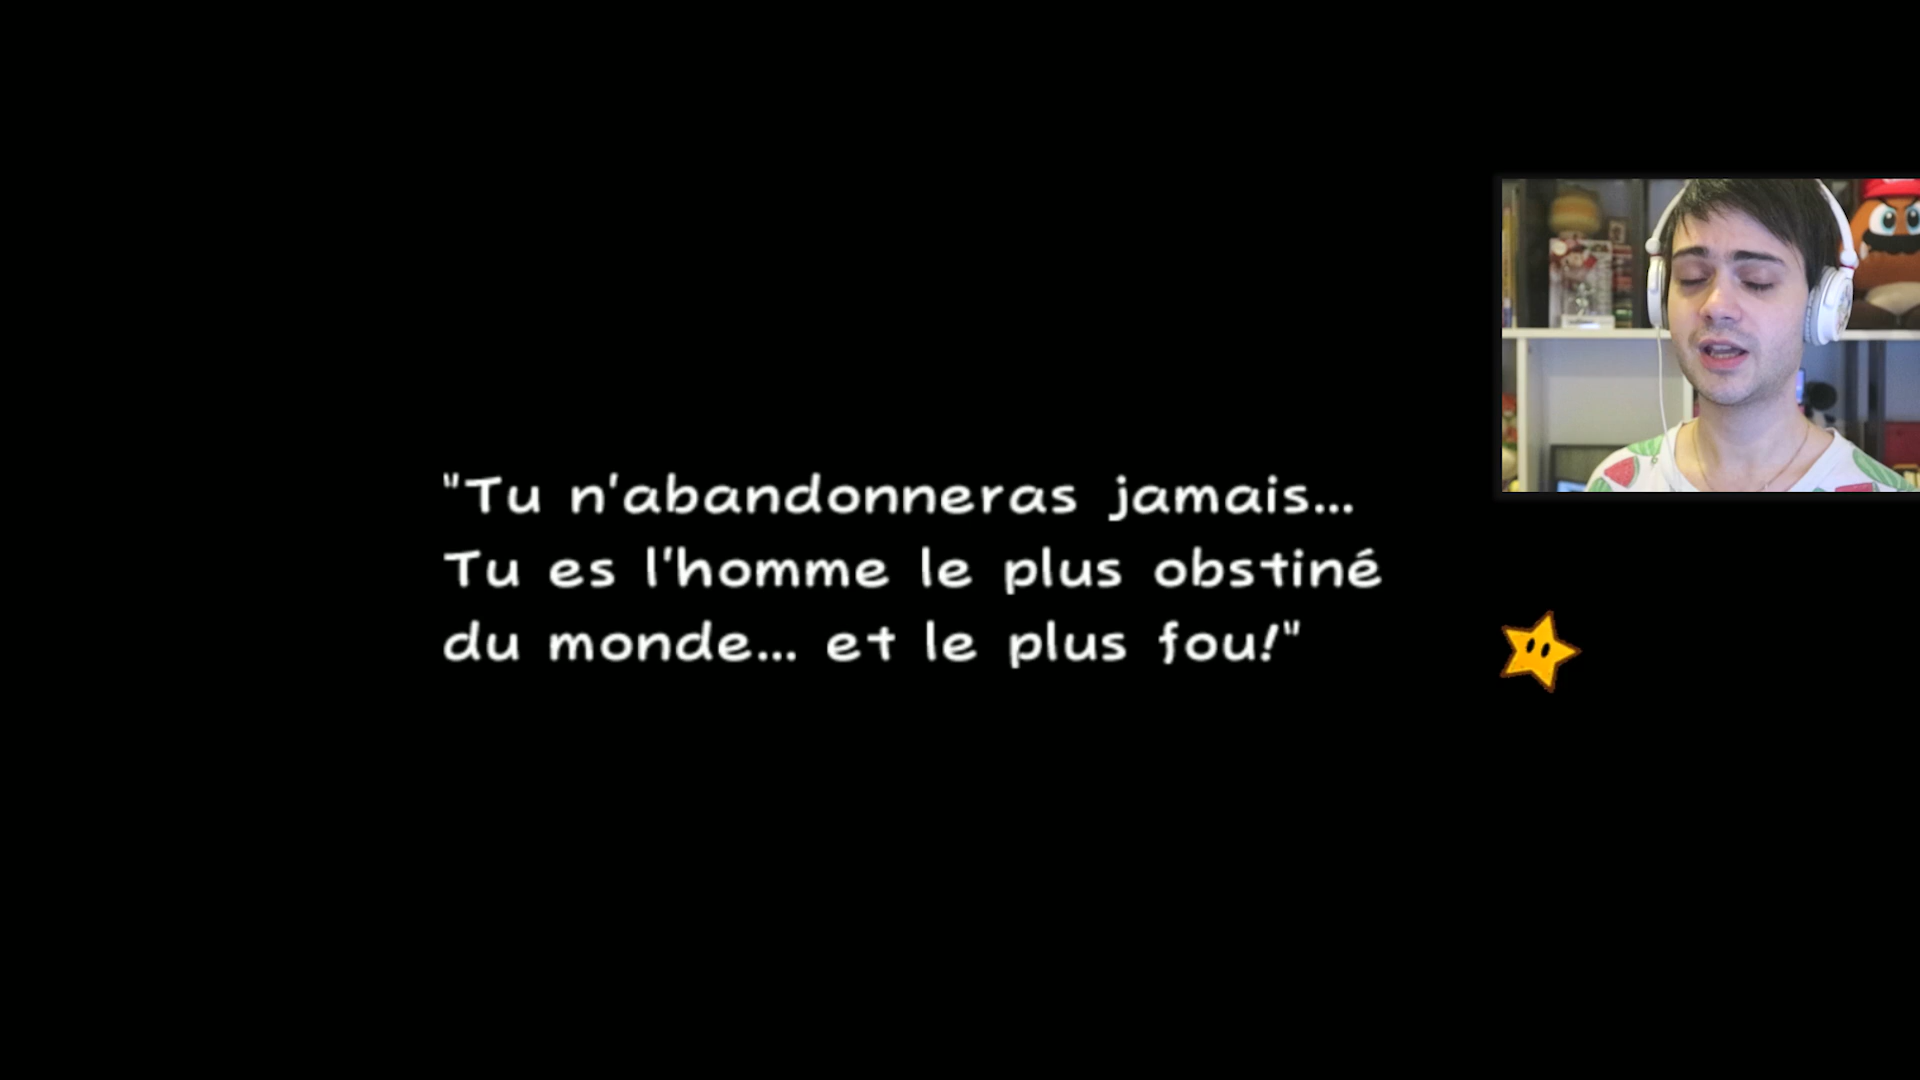 "Tu n'abandonneras jamais...
Tu es l'homme le plus obstiné
du monde... et le plus fou!"